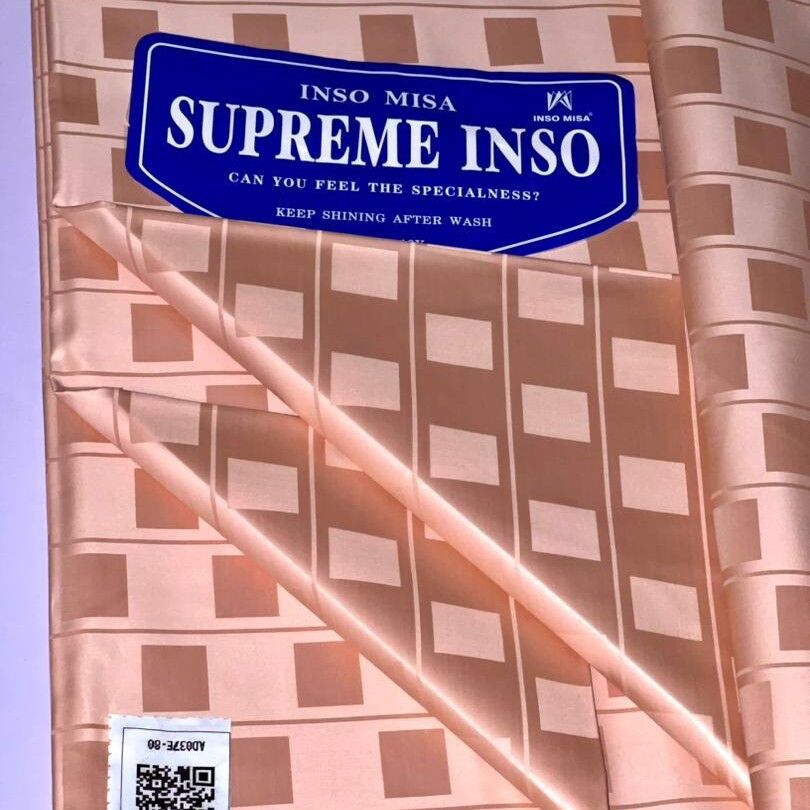 INSO MISA
INSO MISA®
SUPREME INSO
CAN YOU FEEL THE SPECIALNESS?
KEEP SHINING AFTER WASH
AD037E-80